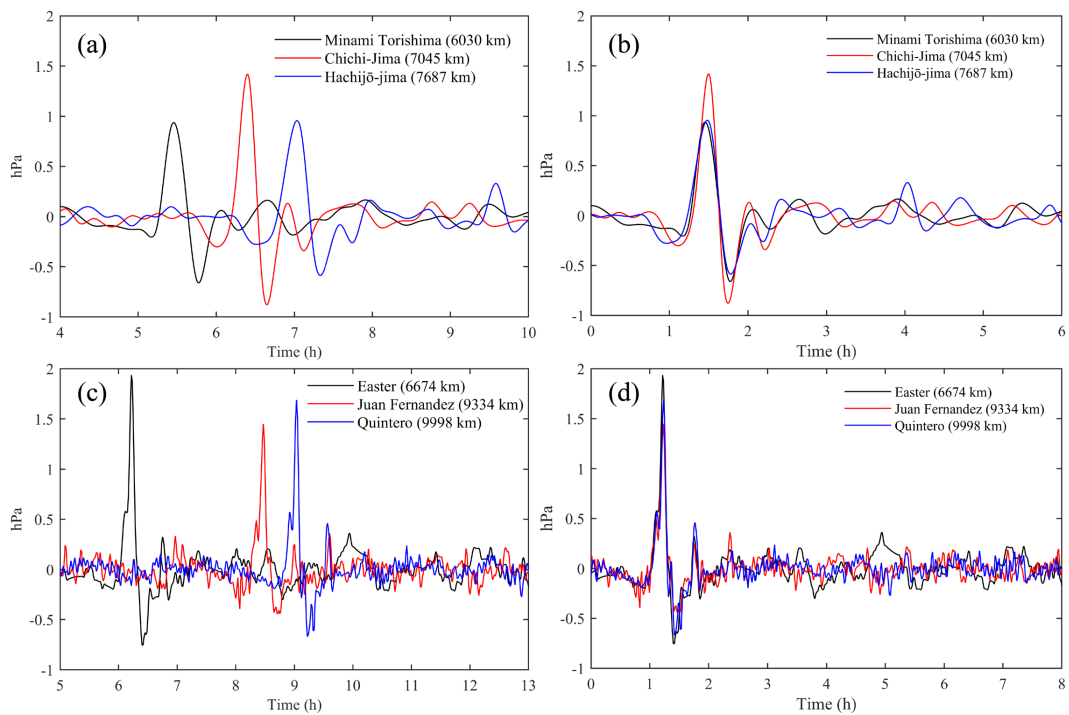 (a)
Minami Torishima (6030 km)
Chichi-Jima (7045 km)
Hachijō-jima (7687 km)
hPa
2
1.5
1
0.5
0
-0.5
-1
4 5 6 7 8 9 10
Time (h)
(b)
Minami Torishima (6030 km)
Chichi-Jima (7045 km)
Hachijō-jima (7687 km)
hPa
2
1.5
1
0.5
0
-0.5
-1
0 1 2 3 4 5 6
Time (h)
(c)
Easter (6674 km)
Juan Fernandez (9334 km)
Quintero (9998 km)
hPa
2
1.5
1
0.5
0
-0.5
-1
5 6 7 8 9 10 11 12 13
Time (h)
(d)
Easter (6674 km)
Juan Fernandez (9334 km)
Quintero (9998 km)
hPa
2
1.5
1
0.5
0
-0.5
-1
0 1 2 3 4 5 6 7 8
Time (h)